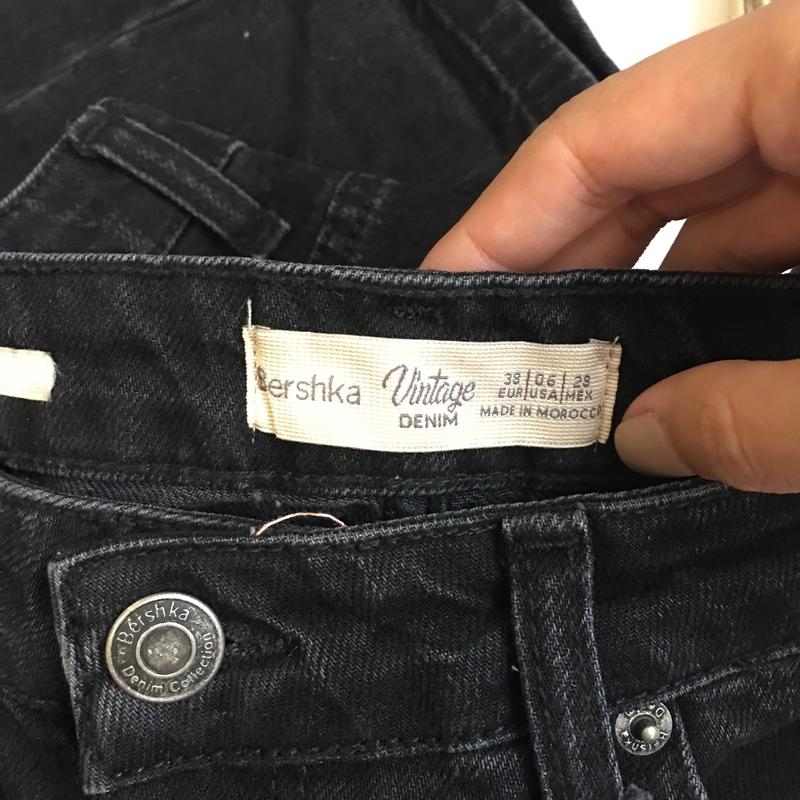 Bershka
Vintage
DENIM
38 | 06 | 28
EUR | USA | MEX
MADE IN MOROCCO
Bershka
Denim Collection